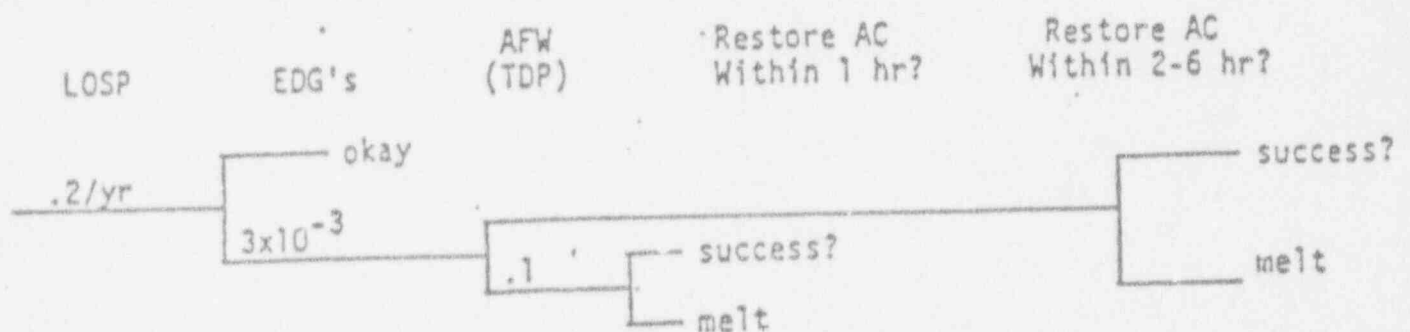 LOSP
EDG's
AFW
(TDP)
Restore AC
Within 1 hr?
Restore AC
Within 2-6 hr?
okay
success?
.2/yr
3x10⁻³
.1
success?
melt
melt